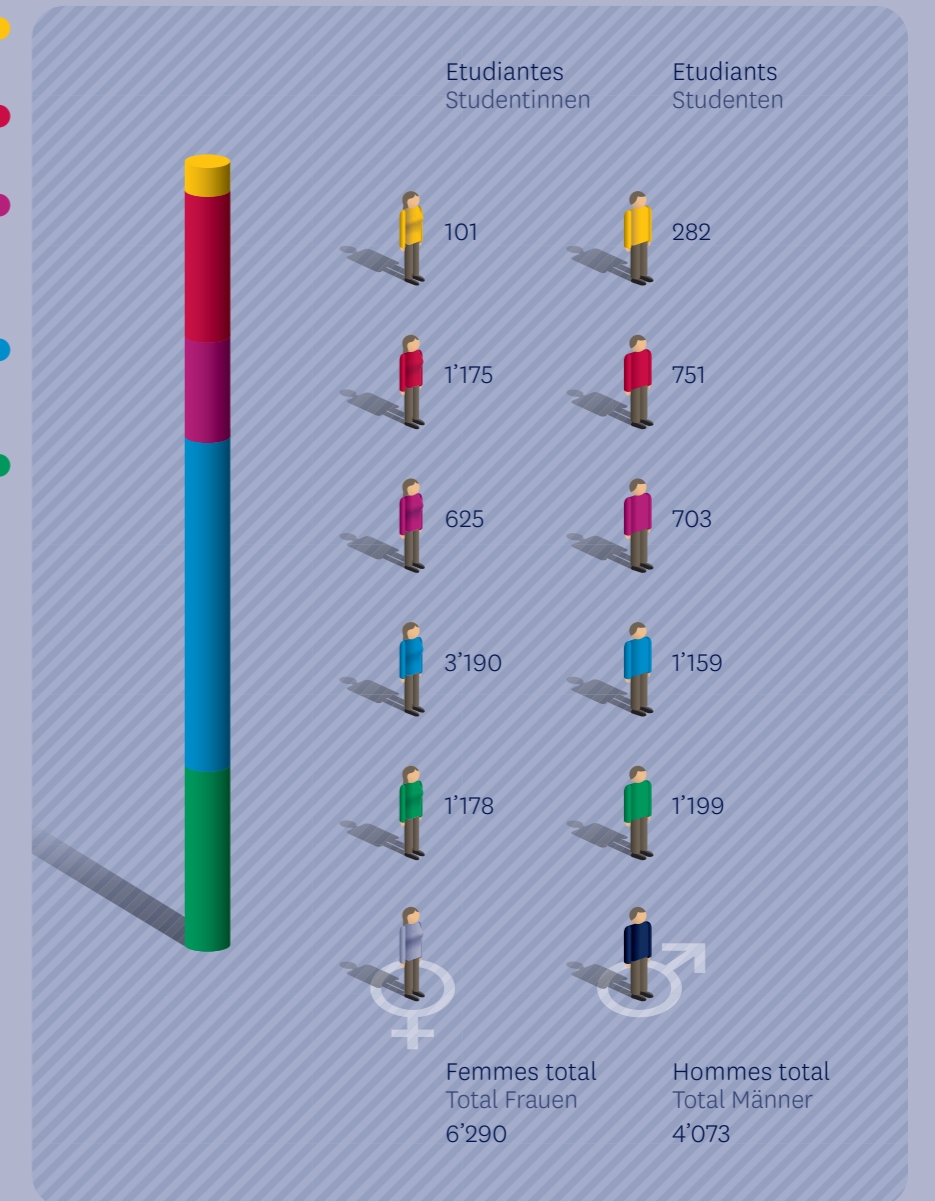 Etudiantes Etudiants
Studentinnen Studenten
101 282
1’175 751
625 703
3’190 1’159
1’178 1’199
Femmes total Hommes total
Total Frauen Total Männer
6’290 4’073